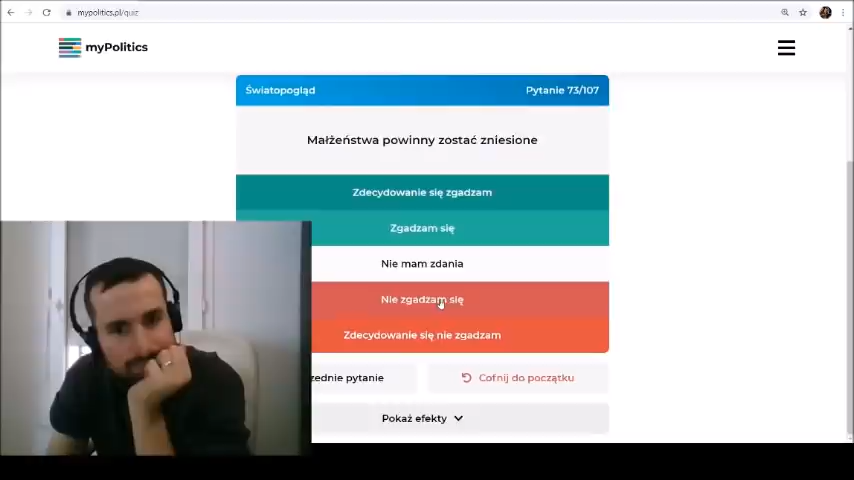 mypolitics.pl/quiz
myPolitics
Światopogląd
Pytanie 73/107
Małżeństwa powinny zostać zniesione
Zdecydowanie się zgadzam
Zgadzam się
Nie mam zdania
Nie zgadzam się
Zdecydowanie się nie zgadzam
pytanie
Cofnij do początku
Pokaż efekty